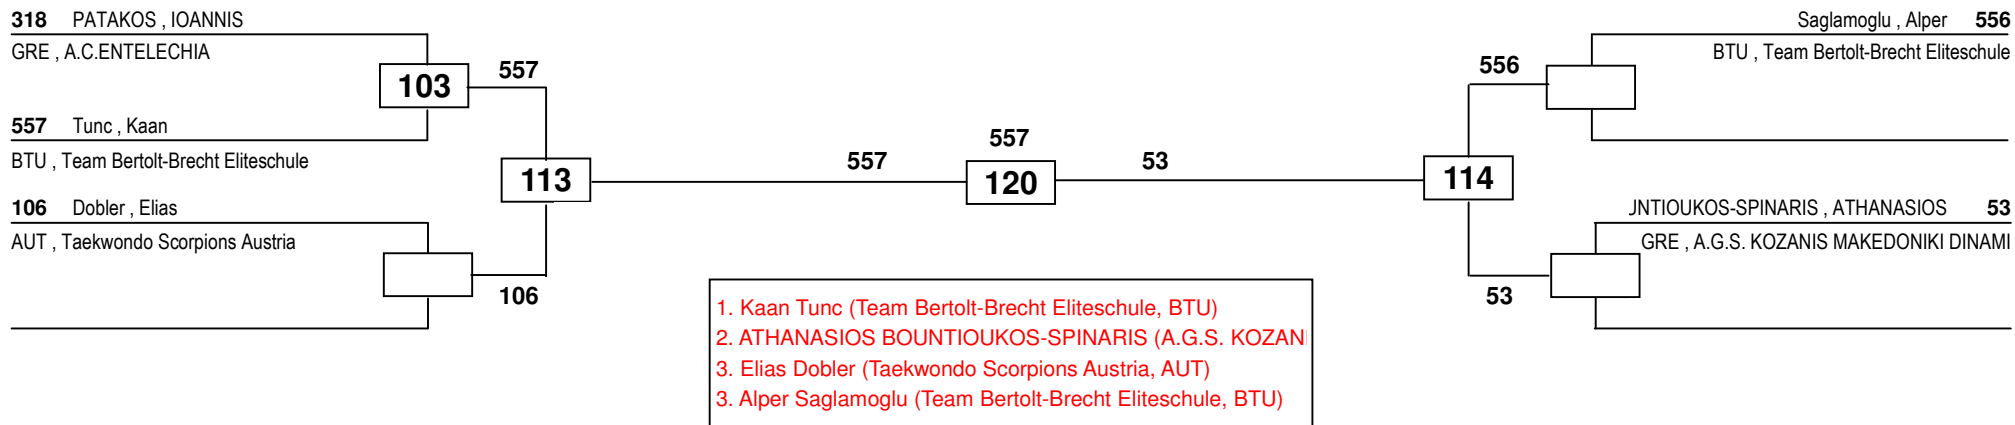 318 PATAKOS , IOANNIS
GRE , A.C.ENTELECHIA
103
557
557 Tunc , Kaan
BTU , Team Bertolt-Brecht Eliteschule
113
106 Dobler , Elias
AUT , Taekwondo Scorpions Austria
106
557
557
120
53
Saglamoglu , Alper 556
BTU , Team Bertolt-Brecht Eliteschule
556
114
NTIOUKOS-SPINARIS , ATHANASIOS 53
GRE , A.G.S. KOZANIS MAKEDONIKI DINAMI
53
1. Kaan Tunc (Team Bertolt-Brecht Eliteschule, BTU)
2. ATHANASIOS BOUNTIOUKOS-SPINARIS (A.G.S. KOZANI
3. Elias Dobler (Taekwondo Scorpions Austria, AUT)
3. Alper Saglamoglu (Team Bertolt-Brecht Eliteschule, BTU)